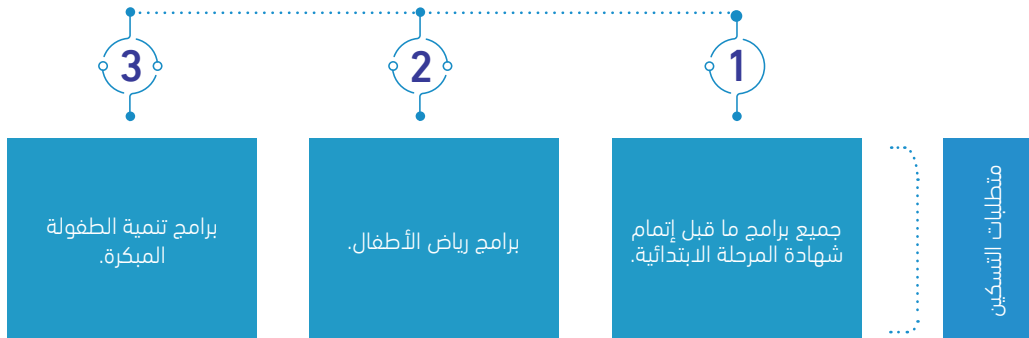 متطلبات التسكين
1
جميع برامج ما قبل إتمام
شهادة المرحلة الابتدائية.
2
برامج رياض الأطفال.
3
برامج تنمية الطفولة
المبكرة.